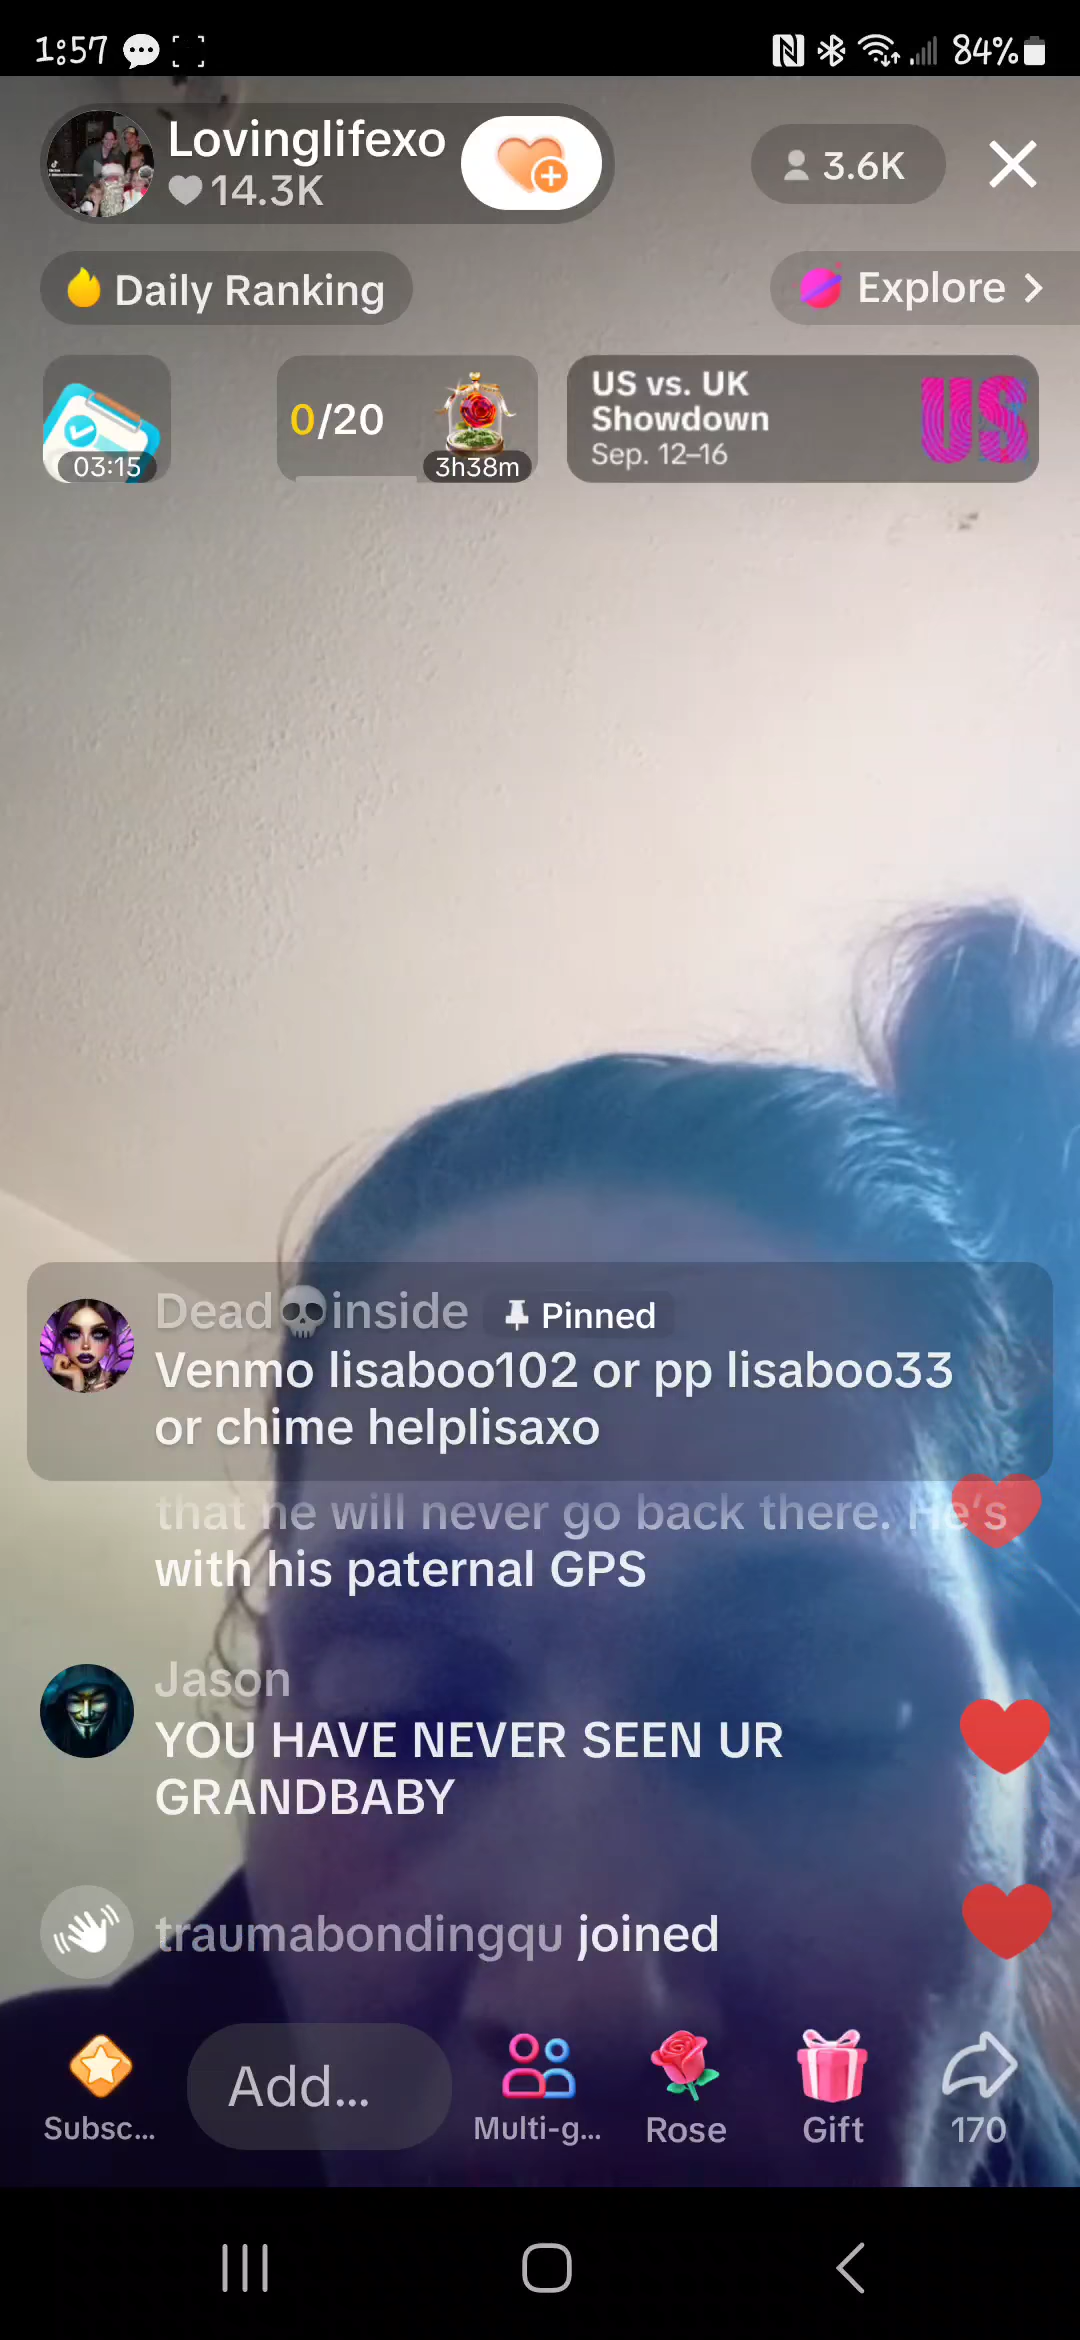 1:57
84%
Lovinglifexo
14.3K
3.6K
Daily Ranking
Explore
03:15
0/20
3h38m
US vs. UK
Showdown
Sep. 12–16
US
Dead💀inside Pinned
Venmo lisaboo102 or pp lisaboo33
or chime helplisaxo
that he will never go back there. He's
with his paternal GPS
Jason
YOU HAVE NEVER SEEN UR
GRANDBABY
traumabondingqu joined
Add...
Subsc...
Multi-g...
Rose
Gift
170